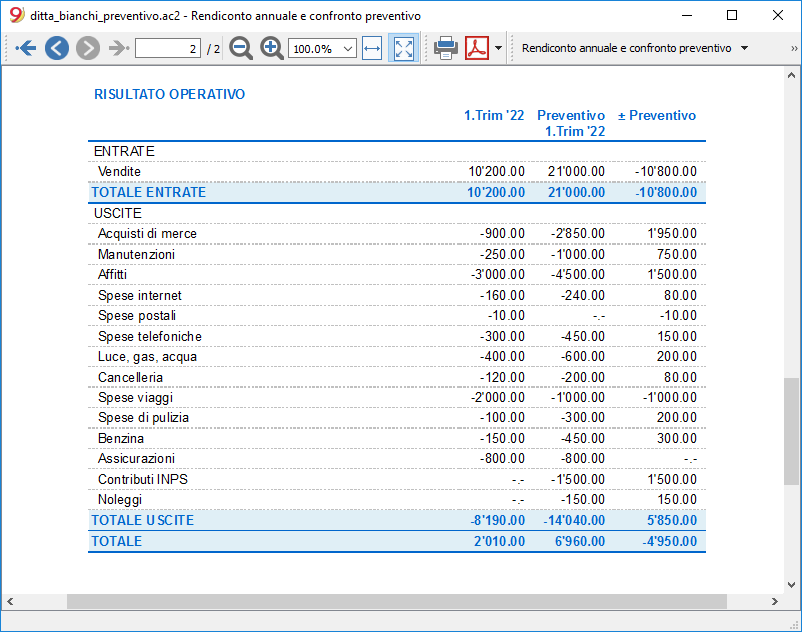 ditta_bianchi_preventivo.ac2 - Rendiconto annuale e confronto preventivo
2 / 2 100.0% Rendiconto annuale e confronto preventivo »
RISULTATO OPERATIVO
1.Trim '22 Preventivo ± Preventivo
1.Trim '22
ENTRATE
Vendite 10'200.00 21'000.00 -10'800.00
TOTALE ENTRATE 10'200.00 21'000.00 -10'800.00
USCITE
Acquisti di merce -900.00 -2'850.00 1'950.00
Manutenzioni -250.00 -1'000.00 750.00
Affitti -3'000.00 -4'500.00 1'500.00
Spese internet -160.00 -240.00 80.00
Spese postali -10.00 -.- -10.00
Spese telefoniche -300.00 -450.00 150.00
Luce, gas, acqua -400.00 -600.00 200.00
Cancelleria -120.00 -200.00 80.00
Spese viaggi -2'000.00 -1'000.00 -1'000.00
Spese di pulizia -100.00 -300.00 200.00
Benzina -150.00 -450.00 300.00
Assicurazioni -800.00 -800.00 -.-
Contributi INPS -.- -1'500.00 1'500.00
Noleggi -.- -150.00 150.00
TOTALE USCITE -8'190.00 -14'040.00 5'850.00
TOTALE 2'010.00 6'960.00 -4'950.00